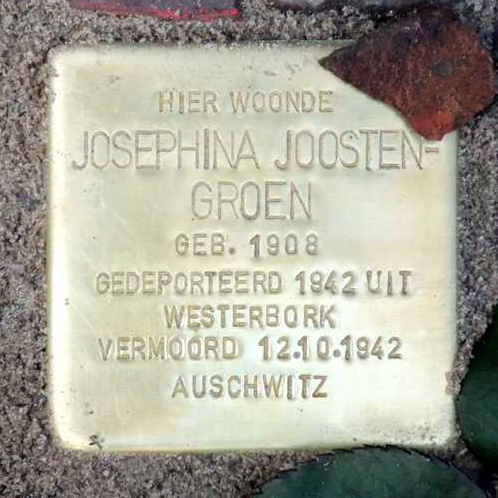 HIER WOONDE
JOSEPHINA JOOSTEN-
GROEN
GEB. 1908
GEDEPORTEERD 1942 UIT
WESTERBORK
VERMOORD 12.10.1942
AUSCHWITZ